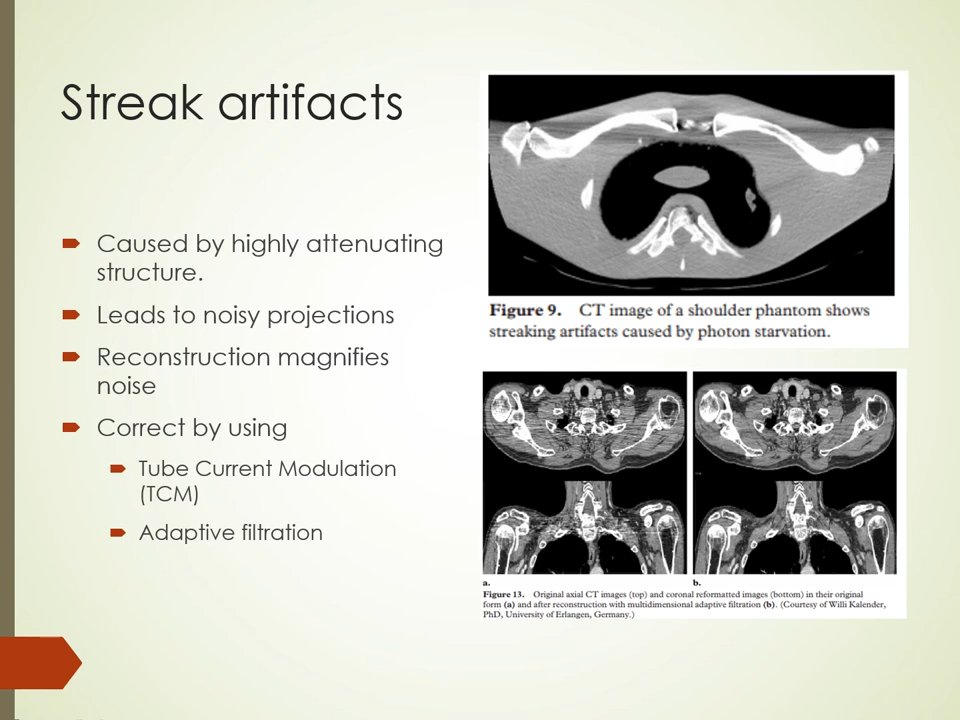 Streak artifacts
Caused by highly attenuating
structure.
Leads to noisy projections
Reconstruction magnifies
noise
Correct by using
Tube Current Modulation
(TCM)
Adaptive filtration
Figure 9. CT image of a shoulder phantom shows
streaking artifacts caused by photon starvation.
a. b.
Figure 13. Original axial CT images (top) and coronal reformatted images (bottom) in their original
form (a) and after reconstruction with multidimensional adaptive filtration (b). (Courtesy of Willi Kalender,
PhD, University of Erlangen, Germany.)